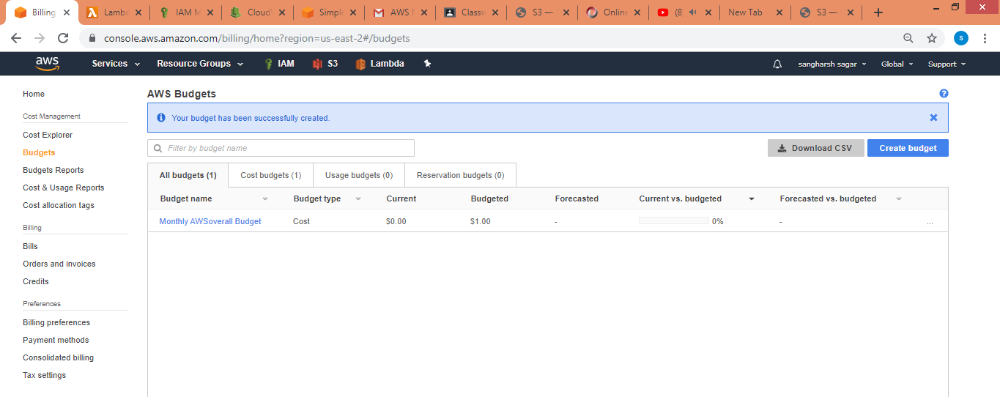 Billing Lambc IAM M Cloud Simple AWS Classw S3 — Online (8 New Tab S3 —
console.aws.amazon.com/billing/home?region=us-east-2#/budgets s
aws Services Resource Groups IAM S3 Lambda sangharsh sagar Global Support
Home
Cost Management
Cost Explorer
Budgets
Budgets Reports
Cost & Usage Reports
Cost allocation tags
Billing
Bills
Orders and invoices
Credits
Preferences
Billing preferences
Payment methods
Consolidated billing
Tax settings
AWS Budgets ?
Your budget has been successfully created.
Filter by budget name Download CSV Create budget
All budgets (1) Cost budgets (1) Usage budgets (0) Reservation budgets (0)
Budget name Budget type Current Budgeted Forecasted Current vs. budgeted Forecasted vs. budgeted
Monthly AWSoverall Budget Cost $0.00 $1.00 - 0% - ...